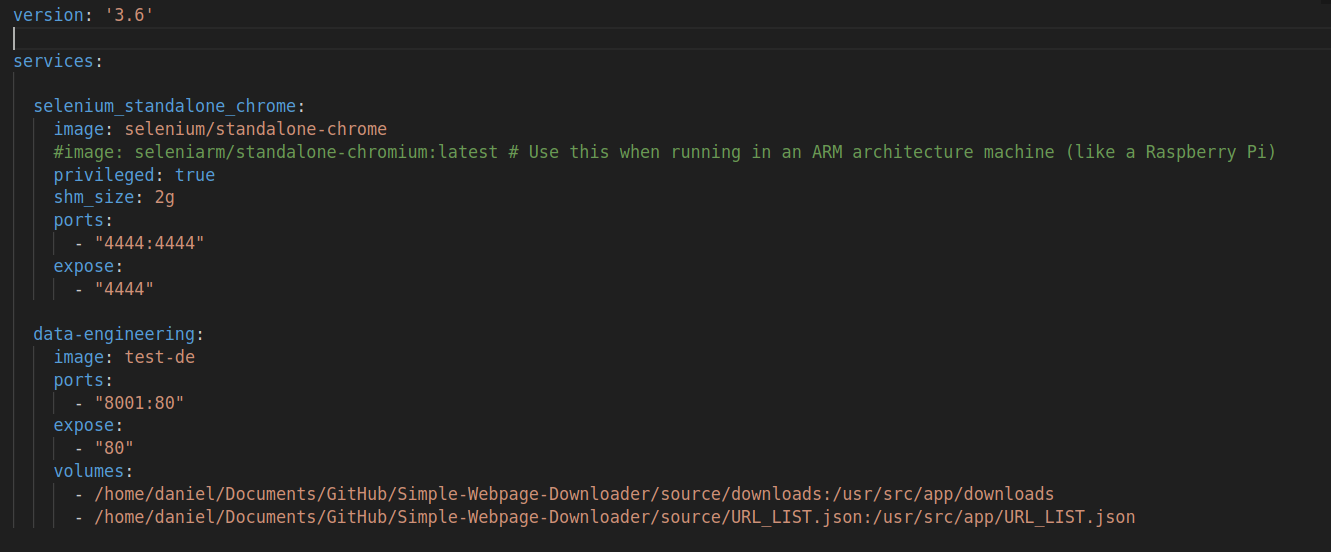 version: '3.6'
services:
selenium_standalone_chrome:
image: selenium/standalone-chrome
#image: seleniarm/standalone-chromium:latest # Use this when running in an ARM architecture machine (like a Raspberry Pi)
privileged: true
shm_size: 2g
ports:
- "4444:4444"
expose:
- "4444"
data-engineering:
image: test-de
ports:
- "8001:80"
expose:
- "80"
volumes:
- /home/daniel/Documents/GitHub/Simple-Webpage-Downloader/source/downloads:/usr/src/app/downloads
- /home/daniel/Documents/GitHub/Simple-Webpage-Downloader/source/URL_LIST.json:/usr/src/app/URL_LIST.json